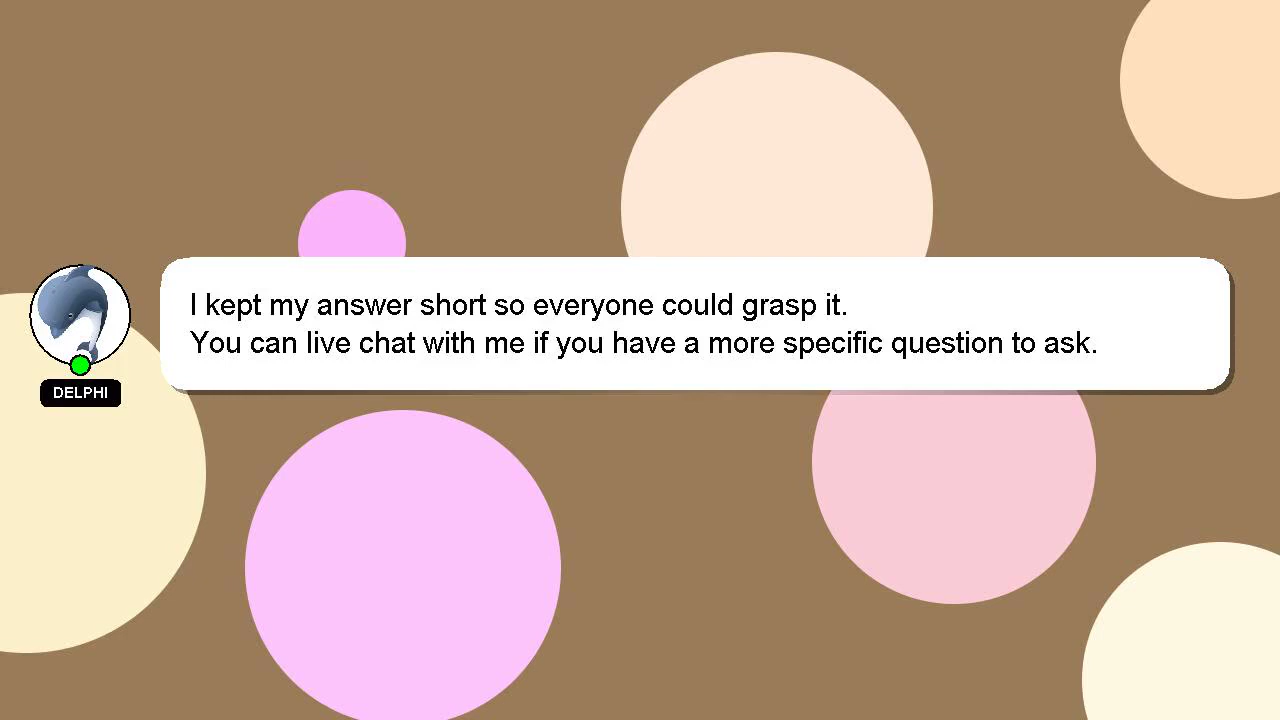 I kept my answer short so everyone could grasp it.
You can live chat with me if you have a more specific question to ask.
DELPHI